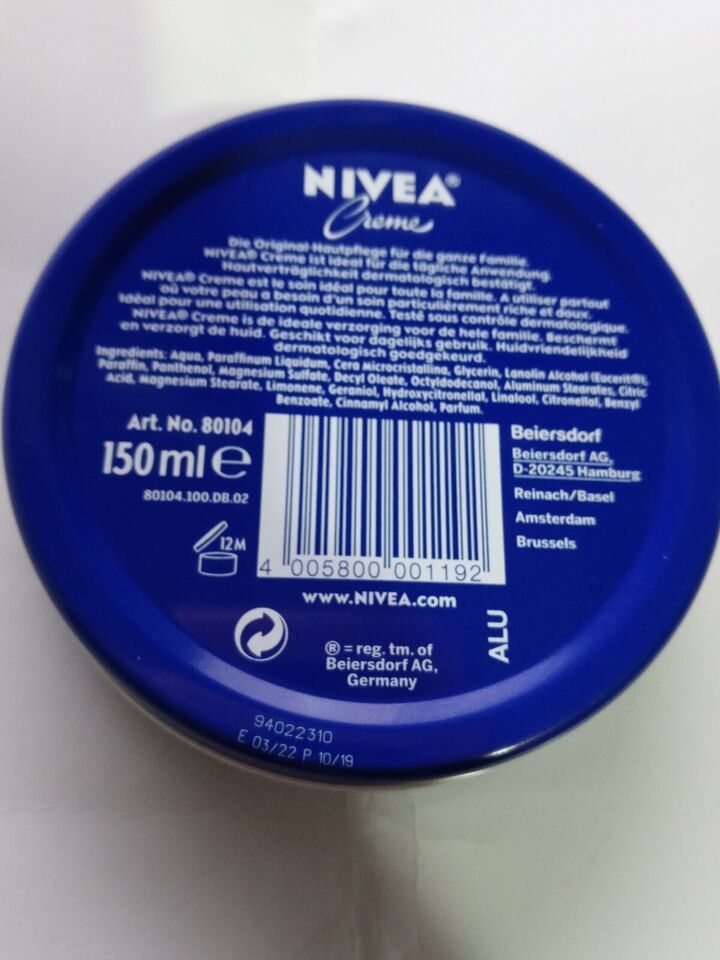 NIVEA®
Creme
Die Original-Hautpflege für die ganze Familie.
NIVEA® Creme ist ideal für die tägliche Anwendung.
Hautverträglichkeit dermatologisch bestätigt.
NIVEA® Creme est le soin idéal pour toute la famille. A utiliser partout
où votre peau a besoin d'un soin particulièrement riche et doux.
Idéal pour une utilisation quotidienne. Testé sous contrôle dermatologique.
NIVEA® Creme is de ideale verzorging voor de hele familie. Beschermt
en verzorgt de huid. Geschikt voor dagelijks gebruik. Huidvriendelijkheid
dermatologisch goedgekeurd.
Ingredients: Aqua, Paraffinum Liquidum, Cera Microcristallina, Glycerin, Lanolin Alcohol (Eucerit®),
Paraffin, Panthenol, Magnesium Sulfate, Decyl Oleate, Octyldodecanol, Aluminum Stearates, Citric
Acid, Magnesium Stearate, Limonene, Geraniol, Hydroxycitronellal, Linalool, Citronellol, Benzyl
Benzoate, Cinnamyl Alcohol, Parfum.
Art. No. 80104
150 ml e
80104.100.DB.02
12M
4 005800 001192
Beiersdorf
Beiersdorf AG,
D-20245 Hamburg
Reinach/Basel
Amsterdam
Brussels
www.NIVEA.com
® = reg. tm. of
Beiersdorf AG,
Germany
ALU
94022310
E 03/22 P 10/19